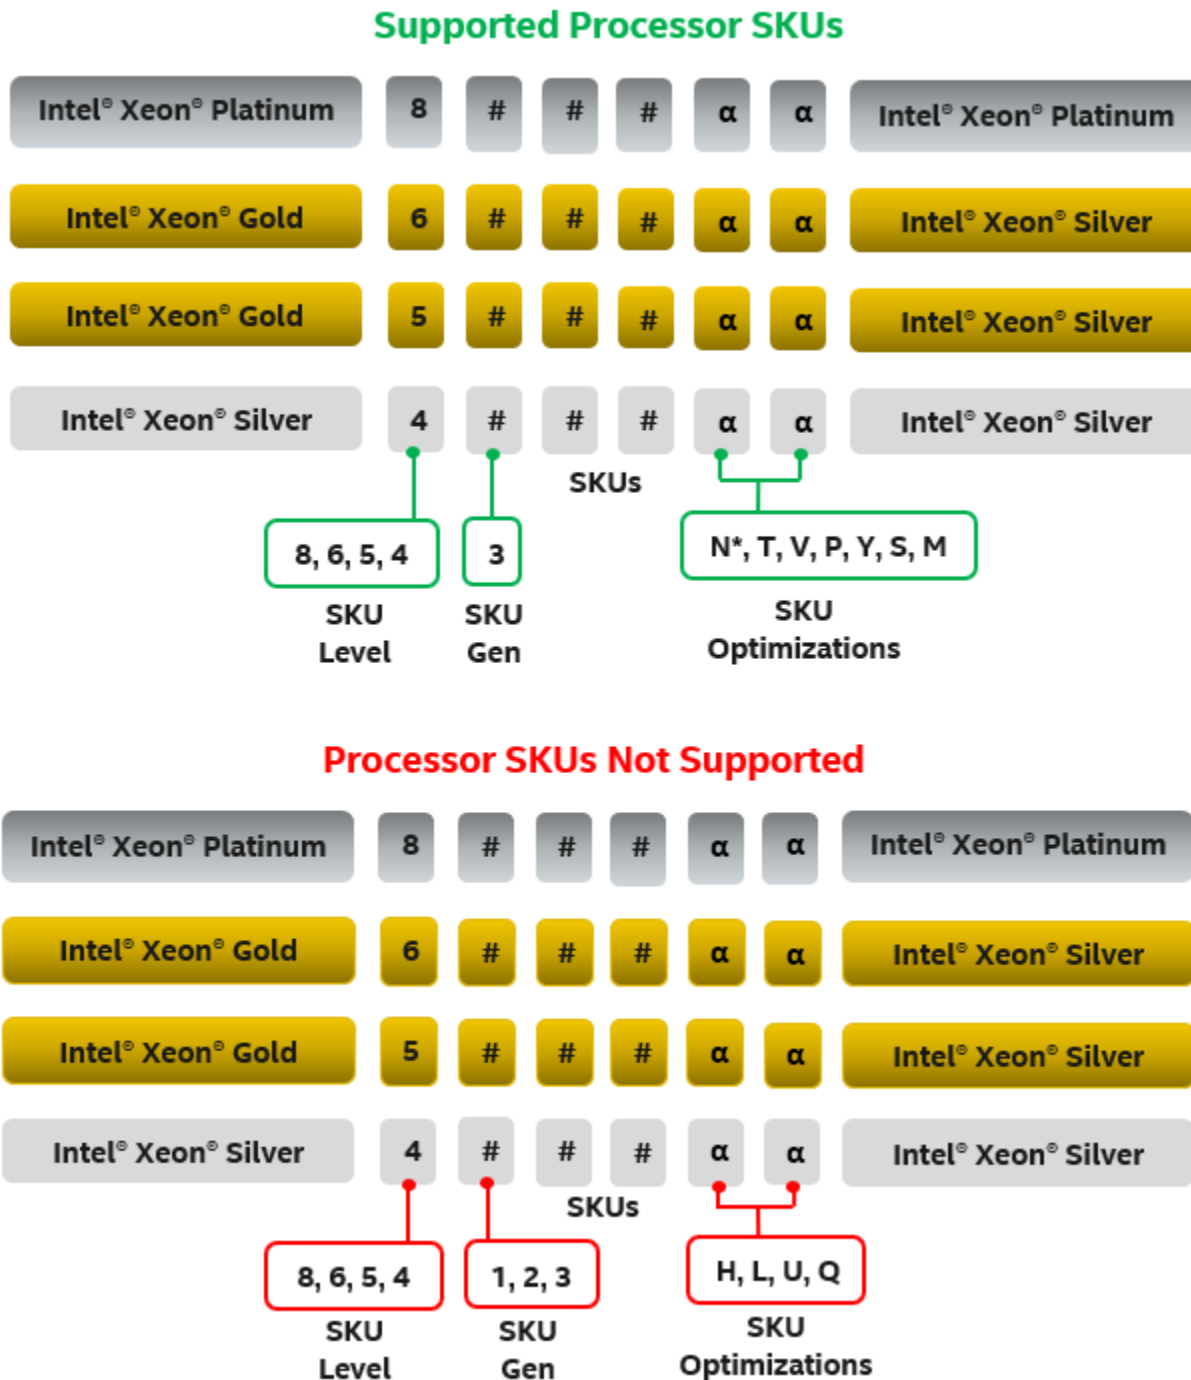 Supported Processor SKUs
Intel® Xeon® Platinum 8 # # # α α Intel® Xeon® Platinum
Intel® Xeon® Gold 6 # # # α α Intel® Xeon® Silver
Intel® Xeon® Gold 5 # # # α α Intel® Xeon® Silver
Intel® Xeon® Silver 4 # # # α α Intel® Xeon® Silver
SKUs
8, 6, 5, 4 3 N*, T, V, P, Y, S, M
SKU SKU SKU
Level Gen Optimizations
Processor SKUs Not Supported
Intel® Xeon® Platinum 8 # # # α α Intel® Xeon® Platinum
Intel® Xeon® Gold 6 # # # α α Intel® Xeon® Silver
Intel® Xeon® Gold 5 # # # α α Intel® Xeon® Silver
Intel® Xeon® Silver 4 # # # α α Intel® Xeon® Silver
SKUs
8, 6, 5, 4 1, 2, 3 H, L, U, Q
SKU SKU SKU
Level Gen Optimizations